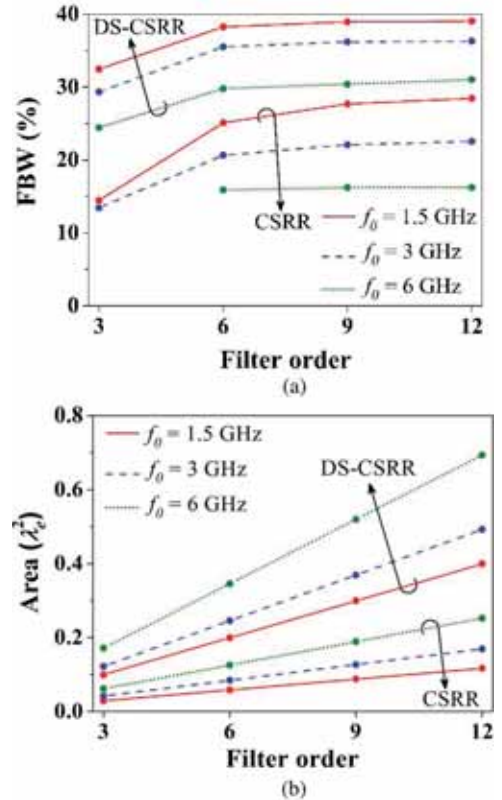 40
30
20
10
0
FBW (%)
DS-CSRR
CSRR
f₀ = 1.5 GHz
f₀ = 3 GHz
f₀ = 6 GHz
3 6 9 12
Filter order
(a)
0.8
0.6
0.4
0.2
0.0
Area (λₑ²)
f₀ = 1.5 GHz
f₀ = 3 GHz
f₀ = 6 GHz
DS-CSRR
CSRR
3 6 9 12
Filter order
(b)